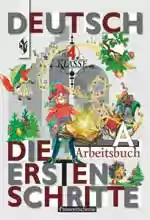 DEUTSCH
4.
KLASSE
A
Arbeitsbuch
DIE
ERSTEN
SCHRITTE